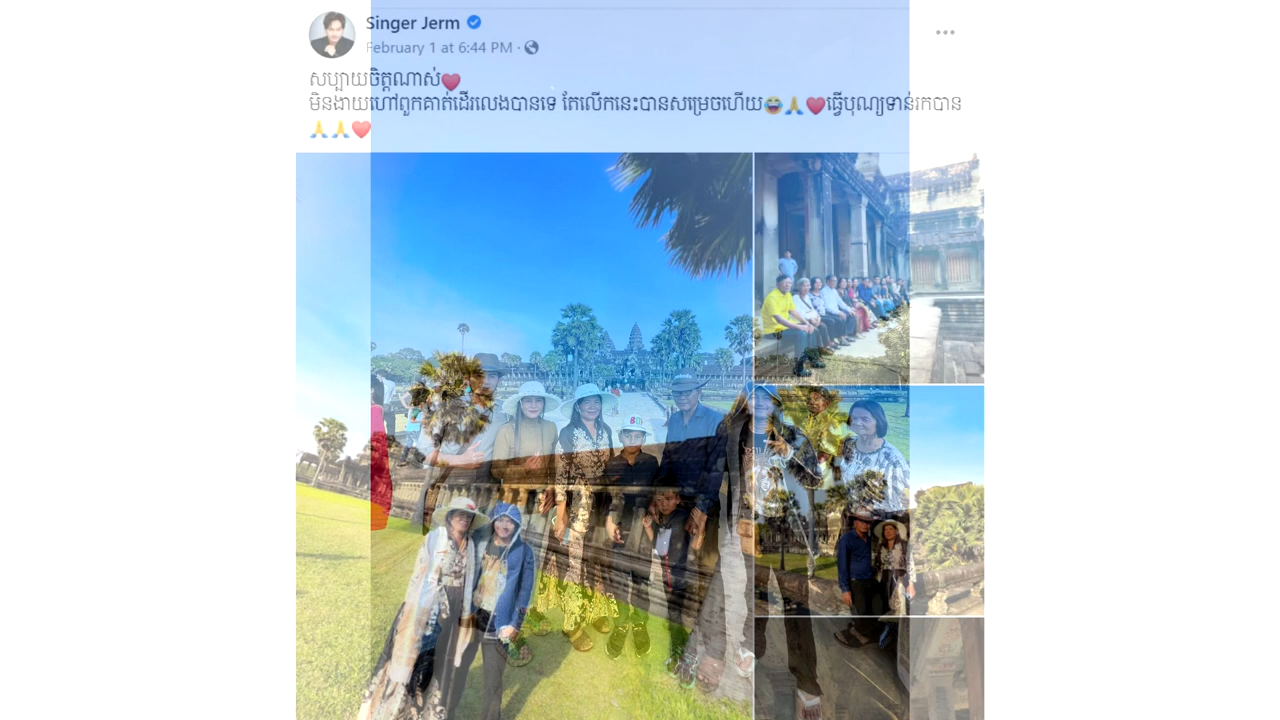 Singer Jerm
February 1 at 6:44 PM ·
សប្បាយចិត្តណាស់❤️
មិនងាយហៅពួកគាត់ដើរលេងបានទេ តែលើកនេះបានសម្រេចហើយ😂🙏❤️ធ្វើបុណ្យទាន់រកបាន
🙏🙏❤️